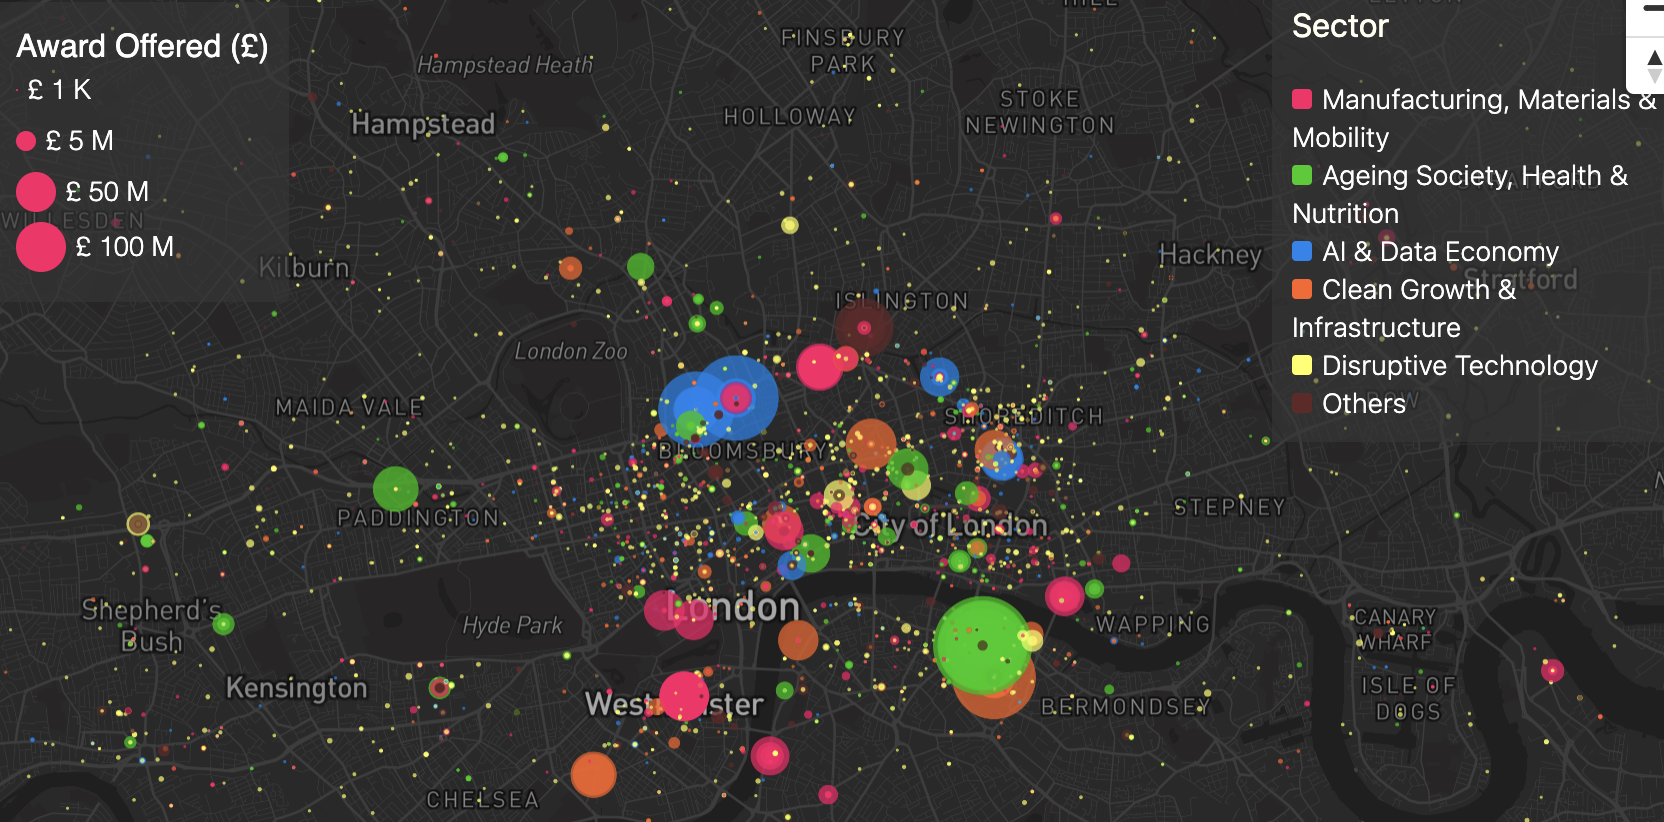 Award Offered (£)
£ 1 K
£ 5 M
£ 50 M
£ 100 M
WILLESDEN
Hampstead Heath
Hampstead
Kilburn
FINSBURY
PARK
HOLLOWAY
STOKE
NEWINGTON
Hackney
ISLINGTON
London Zoo
MAIDA VALE
SHOREDITCH
BLOOMSBURY
PADDINGTON
City of London
STEPNEY
Shepherd's
Bush
Hyde Park
London
WAPPING
CANARY
WHARF
Kensington
Westminster
BERMONDSEY
ISLE OF
DOGS
CHELSEA
Sector
Manufacturing, Materials &
Mobility
Ageing Society, Health &
Nutrition
AI & Data Economy
Clean Growth &
Infrastructure
Disruptive Technology
Others
Stratford